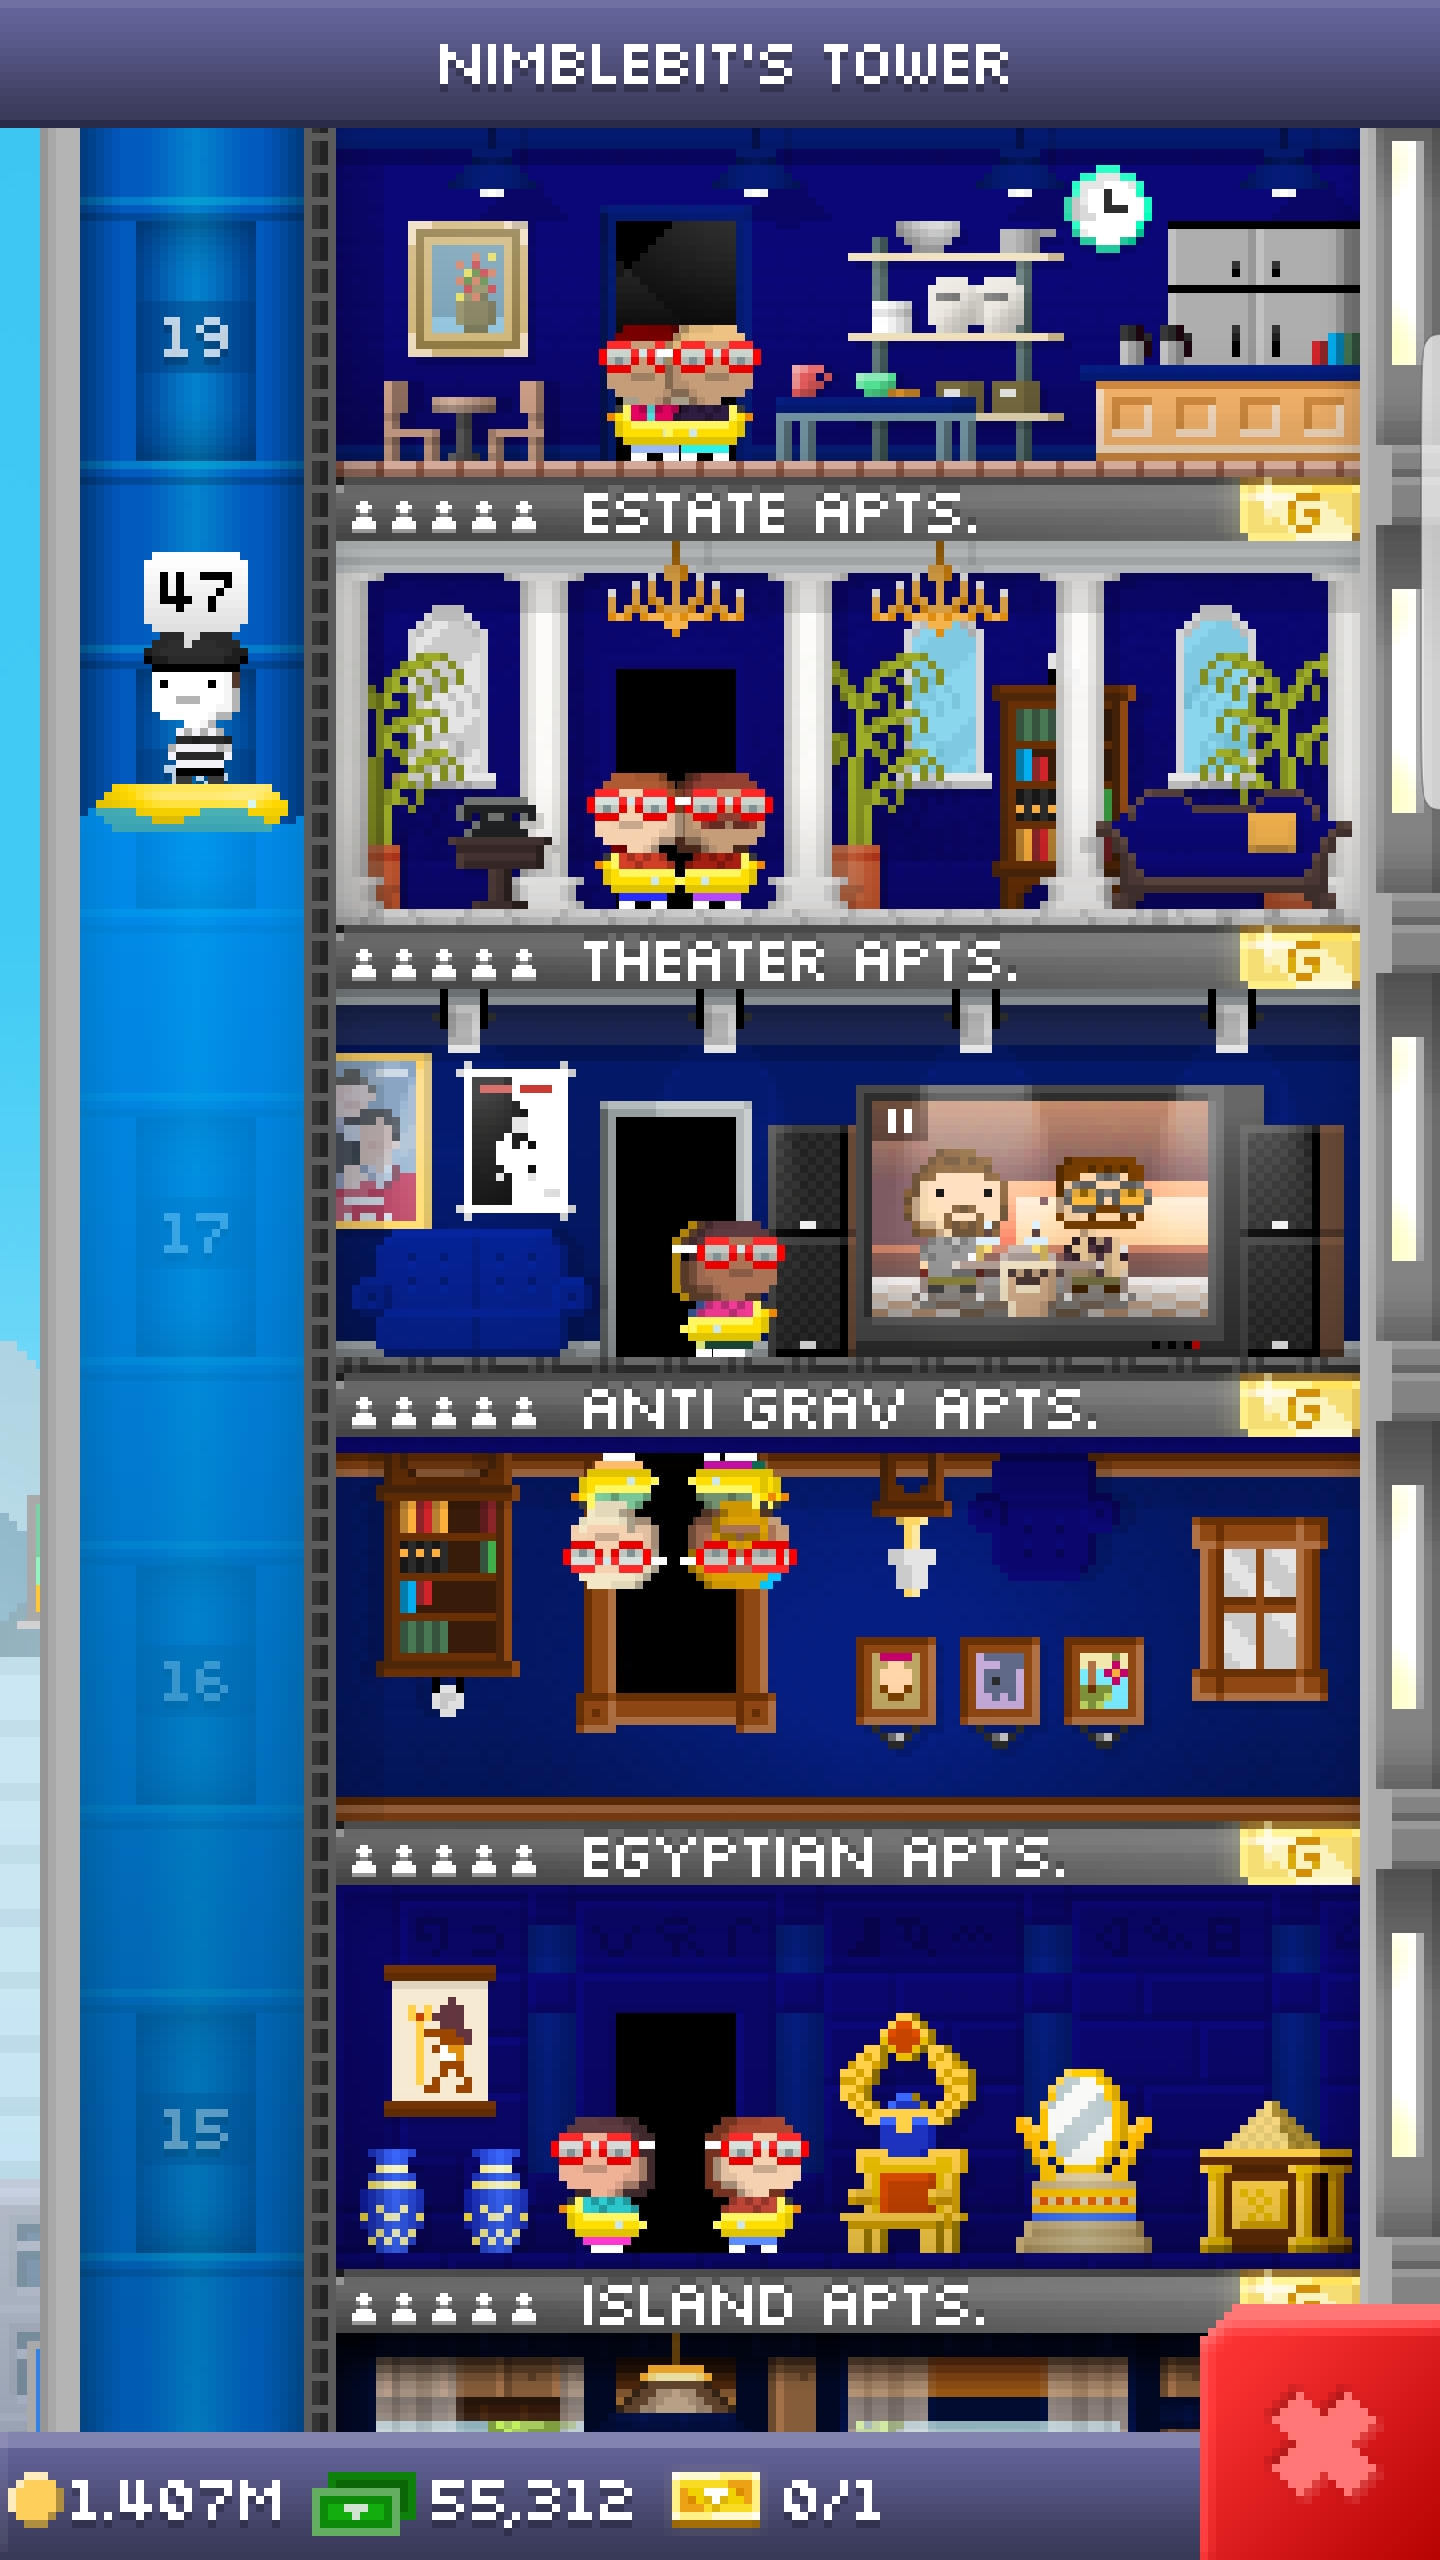 NIMBLEBIT'S TOWER
19
ESTATE APTS. G
47
THEATER APTS. G
17
ANTI GRAV APTS. G
16
EGYPTIAN APTS. G
15
ISLAND APTS.
1.407M 55,312 0/1